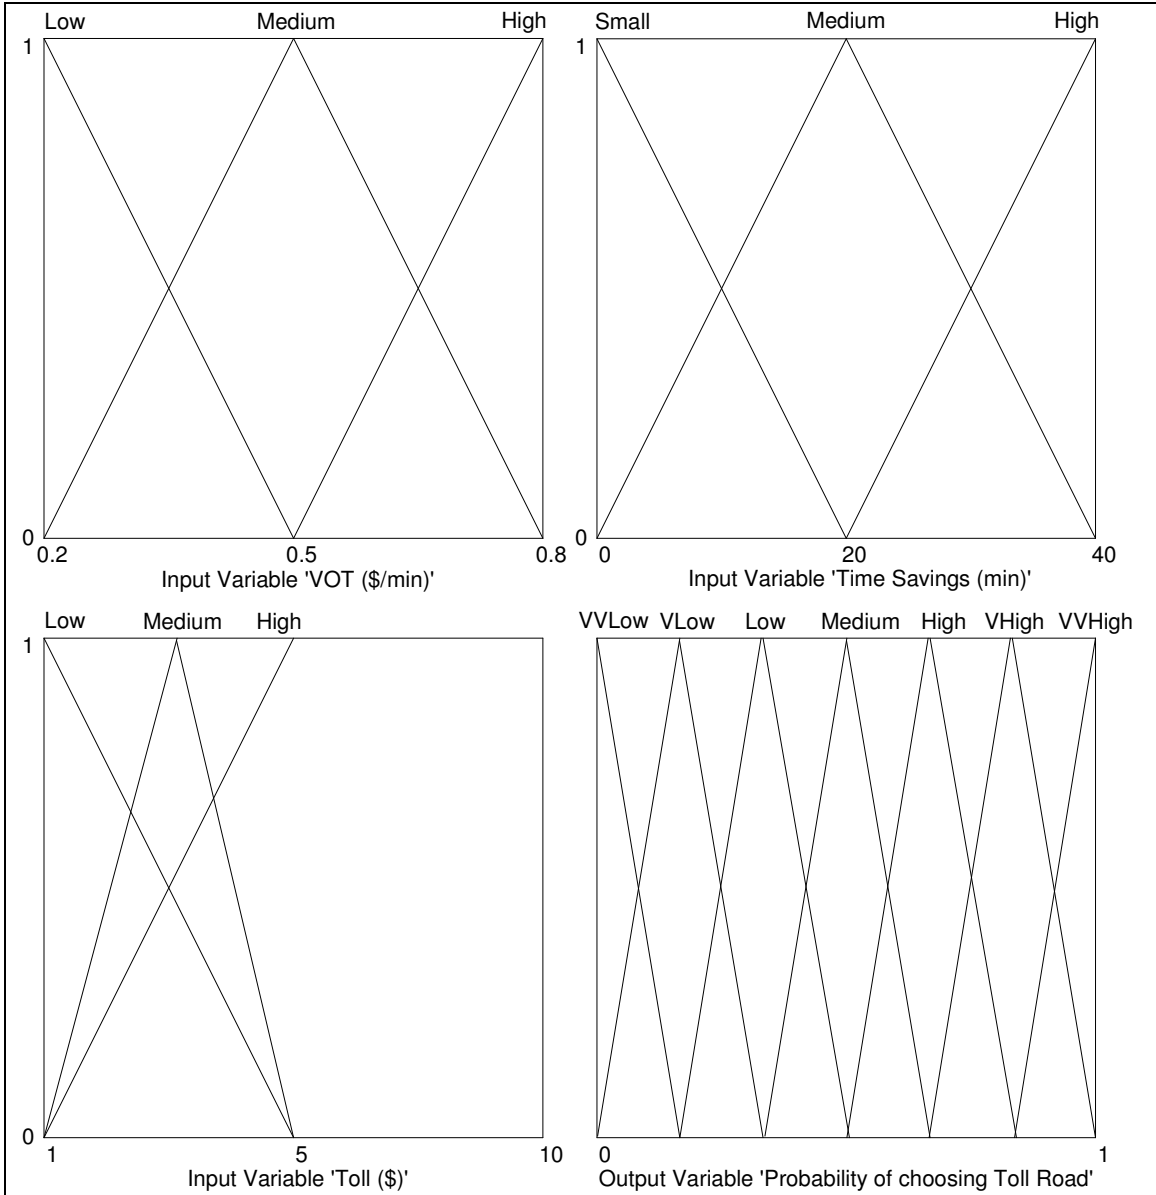 Low Medium High
1
0
0.2 0.5 0.8
Input Variable 'VOT ($/min)'
Small Medium High
1
0
0 20 40
Input Variable 'Time Savings (min)'
Low Medium High
1
0
1 5 10
Input Variable 'Toll ($)'
VVLow VLow Low Medium High VHigh VVHigh
0 1
Output Variable 'Probability of choosing Toll Road'